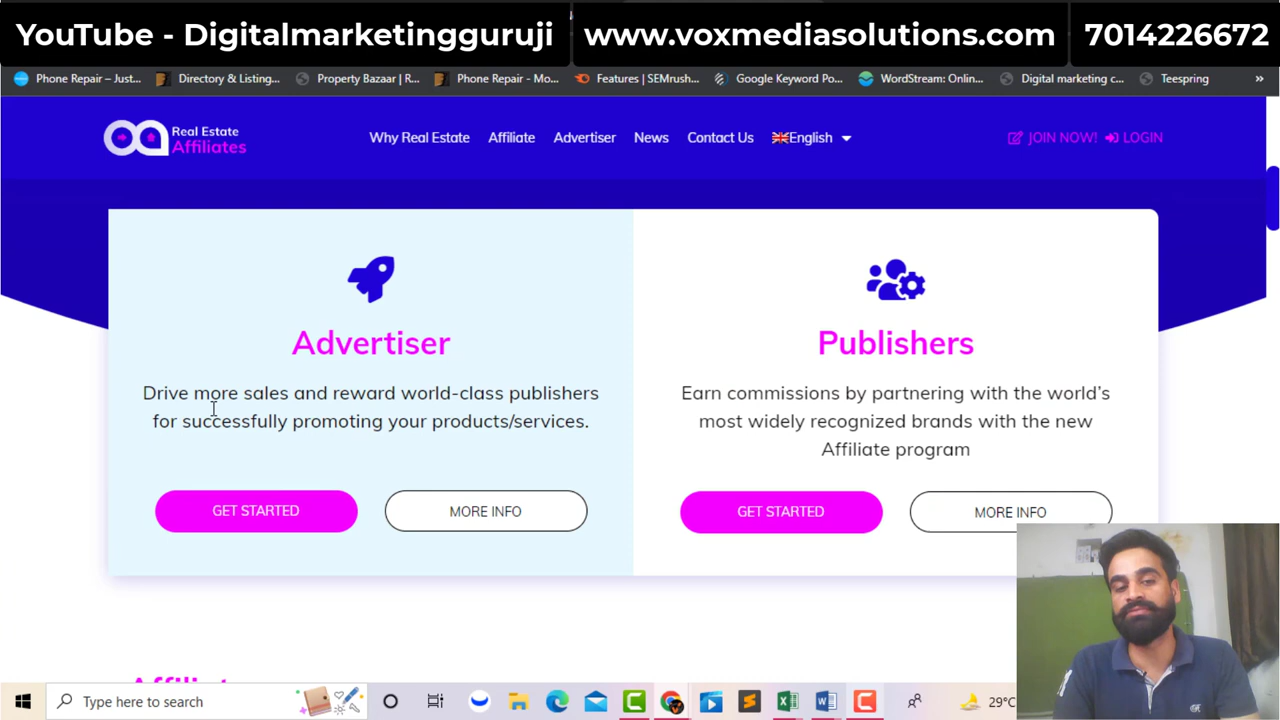 YouTube - Digitalmarketingguruji
www.voxmediasolutions.com
7014226672
Phone Repair – Just...
Directory & Listing...
Property Bazaar | R...
Phone Repair - Mo...
Features | SEMrush...
Google Keyword Po...
WordStream: Onlin...
Digital marketing c...
Teespring
»
Real Estate
Affiliates
Why Real Estate
Affiliate
Advertiser
News
Contact Us
English
JOIN NOW!
LOGIN
Advertiser
Drive more sales and reward world-class publishers
for successfully promoting your products/services.
GET STARTED
MORE INFO
Publishers
Earn commissions by partnering with the world's
most widely recognized brands with the new
Affiliate program
GET STARTED
MORE INFO
Type here to search
29°C